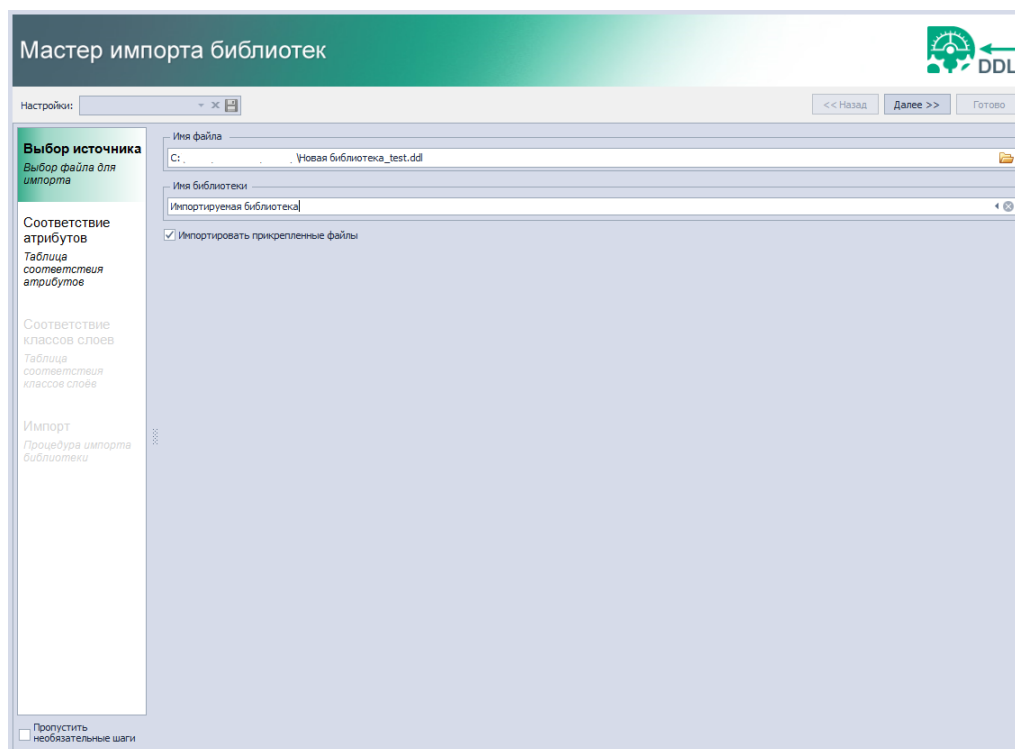 Мастер импорта библиотек
DDL
Настройки:
<< Назад
Далее >>
Готово
Выбор источника
Выбор файла для
импорта
Соответствие
атрибутов
Таблица
соответствия
атрибутов
Соответствие
классов слоев
Таблица
соответствия
классов слоёв
Импорт
Процедура импорта
библиотеки
Имя файла
C: . . . . \Новая библиотека_test.ddl
Имя библиотеки
Импортируемая библиотека
Импортировать прикрепленные файлы
Пропустить
необязательные шаги